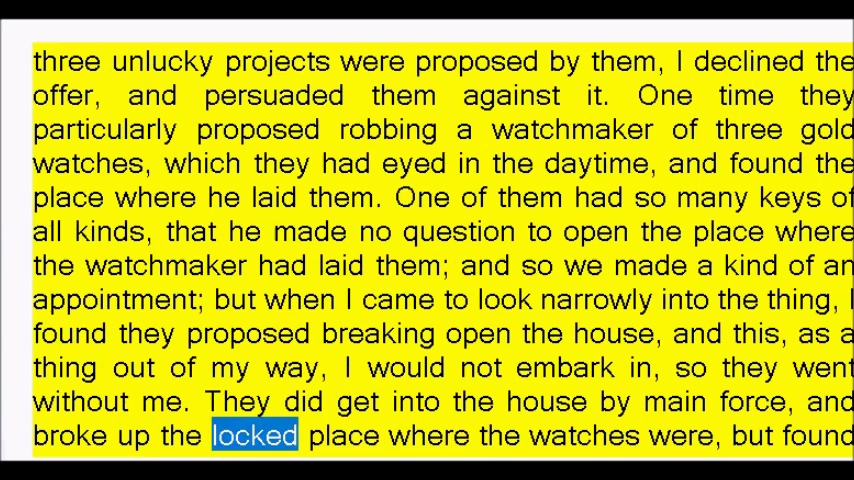 three unlucky projects were proposed by them, I declined the
offer, and persuaded them against it. One time they
particularly proposed robbing a watchmaker of three gold
watches, which they had eyed in the daytime, and found the
place where he laid them. One of them had so many keys of
all kinds, that he made no question to open the place where
the watchmaker had laid them; and so we made a kind of an
appointment; but when I came to look narrowly into the thing, I
found they proposed breaking open the house, and this, as a
thing out of my way, I would not embark in, so they went
without me. They did get into the house by main force, and
broke up the locked place where the watches were, but found